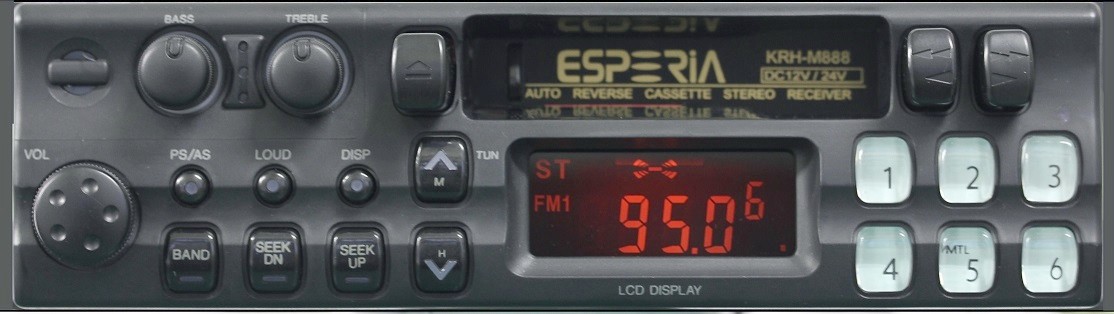 BASS
TREBLE
ESPERIA
KRH-M888
DC12V / 24V
AUTO REVERSE CASSETTE STEREO RECEIVER
VOL
PS/AS
LOUD
DISP
TUN
M
ST
FM1
95.0 6
1
2
3
BAND
SEEK
DN
SEEK
UP
H
4
MTL
5
6
LCD DISPLAY